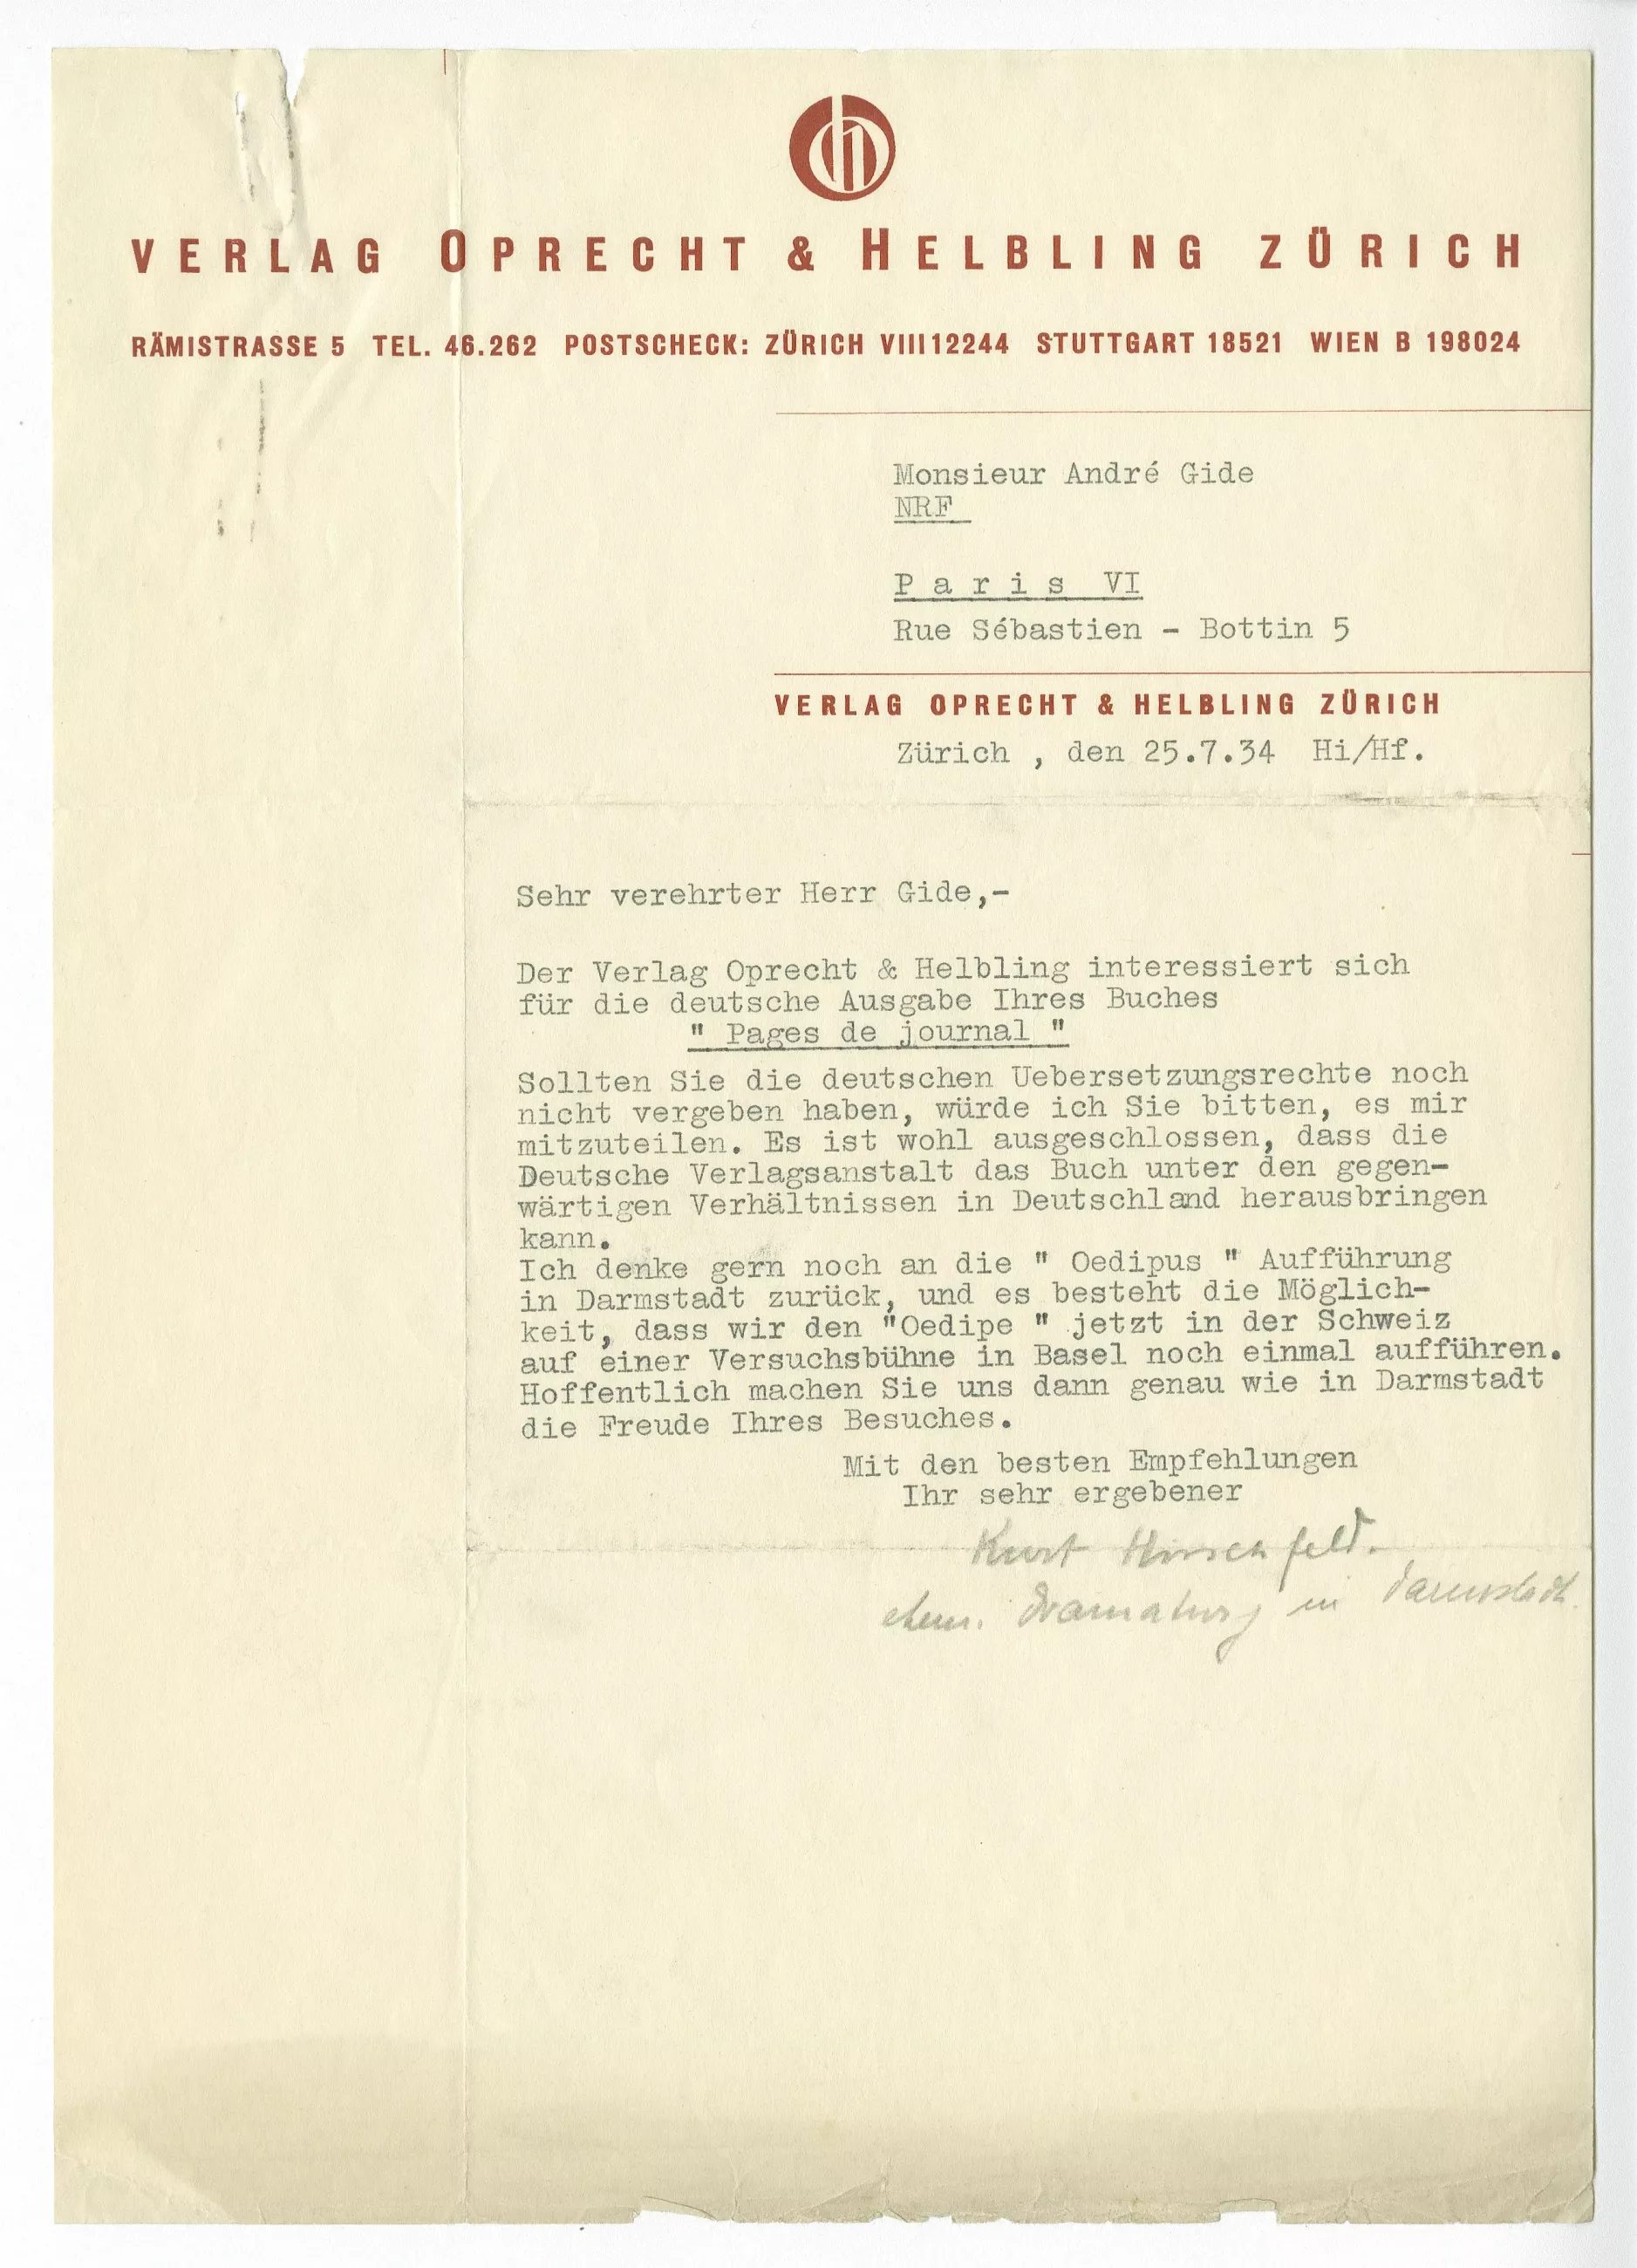 VERLAG OPRECHT & HELBLING ZÜRICH
RÄMISTRASSE 5 TEL. 46.262 POSTSCHECK: ZÜRICH VIII 12244 STUTTGART 18521 WIEN B 198024
Monsieur André Gide
NRF
Paris VI
Rue Sébastien - Bottin 5
VERLAG OPRECHT & HELBLING ZÜRICH
Zürich , den 25.7.34 Hi/Hf.
Sehr verehrter Herr Gide,-
Der Verlag Oprecht & Helbling interessiert sich
für die deutsche Ausgabe Ihres Buches
" Pages de journal "
Sollten Sie die deutschen Uebersetzungsrechte noch
nicht vergeben haben, würde ich Sie bitten, es mir
mitzuteilen. Es ist wohl ausgeschlossen, dass die
Deutsche Verlagsanstalt das Buch unter den gegen-
wärtigen Verhältnissen in Deutschland herausbringen
kann.
Ich denke gern noch an die " Oedipus " Aufführung
in Darmstadt zurück, und es besteht die Möglich-
keit, dass wir den "Oedipe " jetzt in der Schweiz
auf einer Versuchsbühne in Basel noch einmal aufführen.
Hoffentlich machen Sie uns dann genau wie in Darmstadt
die Freude Ihres Besuches.
Mit den besten Empfehlungen
Ihr sehr ergebener
Kurt Hirschfeld.
ehem. Dramaturg in Darmstadt.